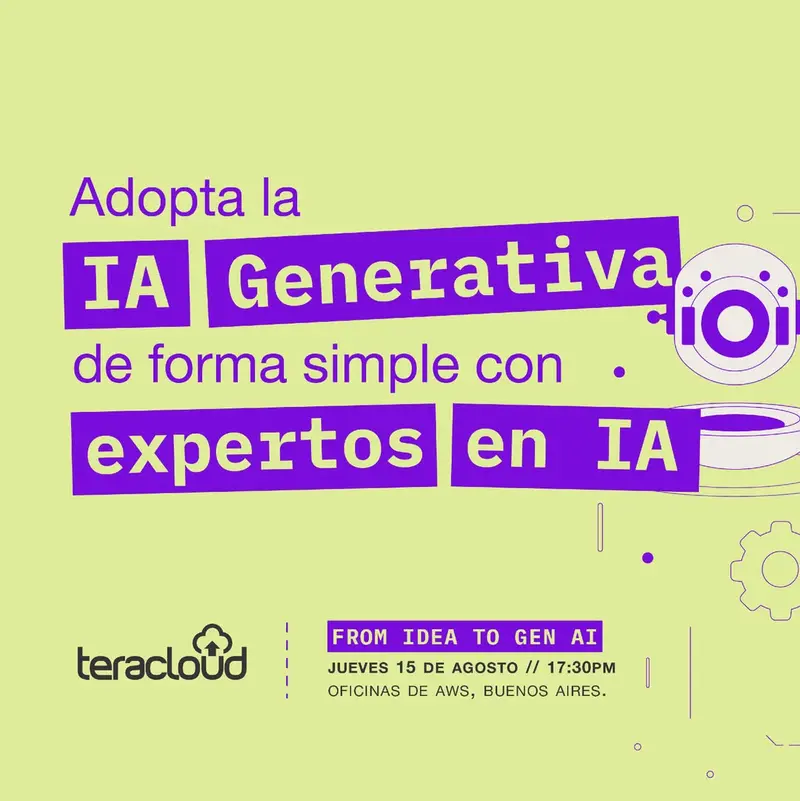 Adopta la
IA Generativa
de forma simple con
expertos en IA
teracloud
FROM IDEA TO GEN AI
JUEVES 15 DE AGOSTO // 17:30PM
OFICINAS DE AWS, BUENOS AIRES.